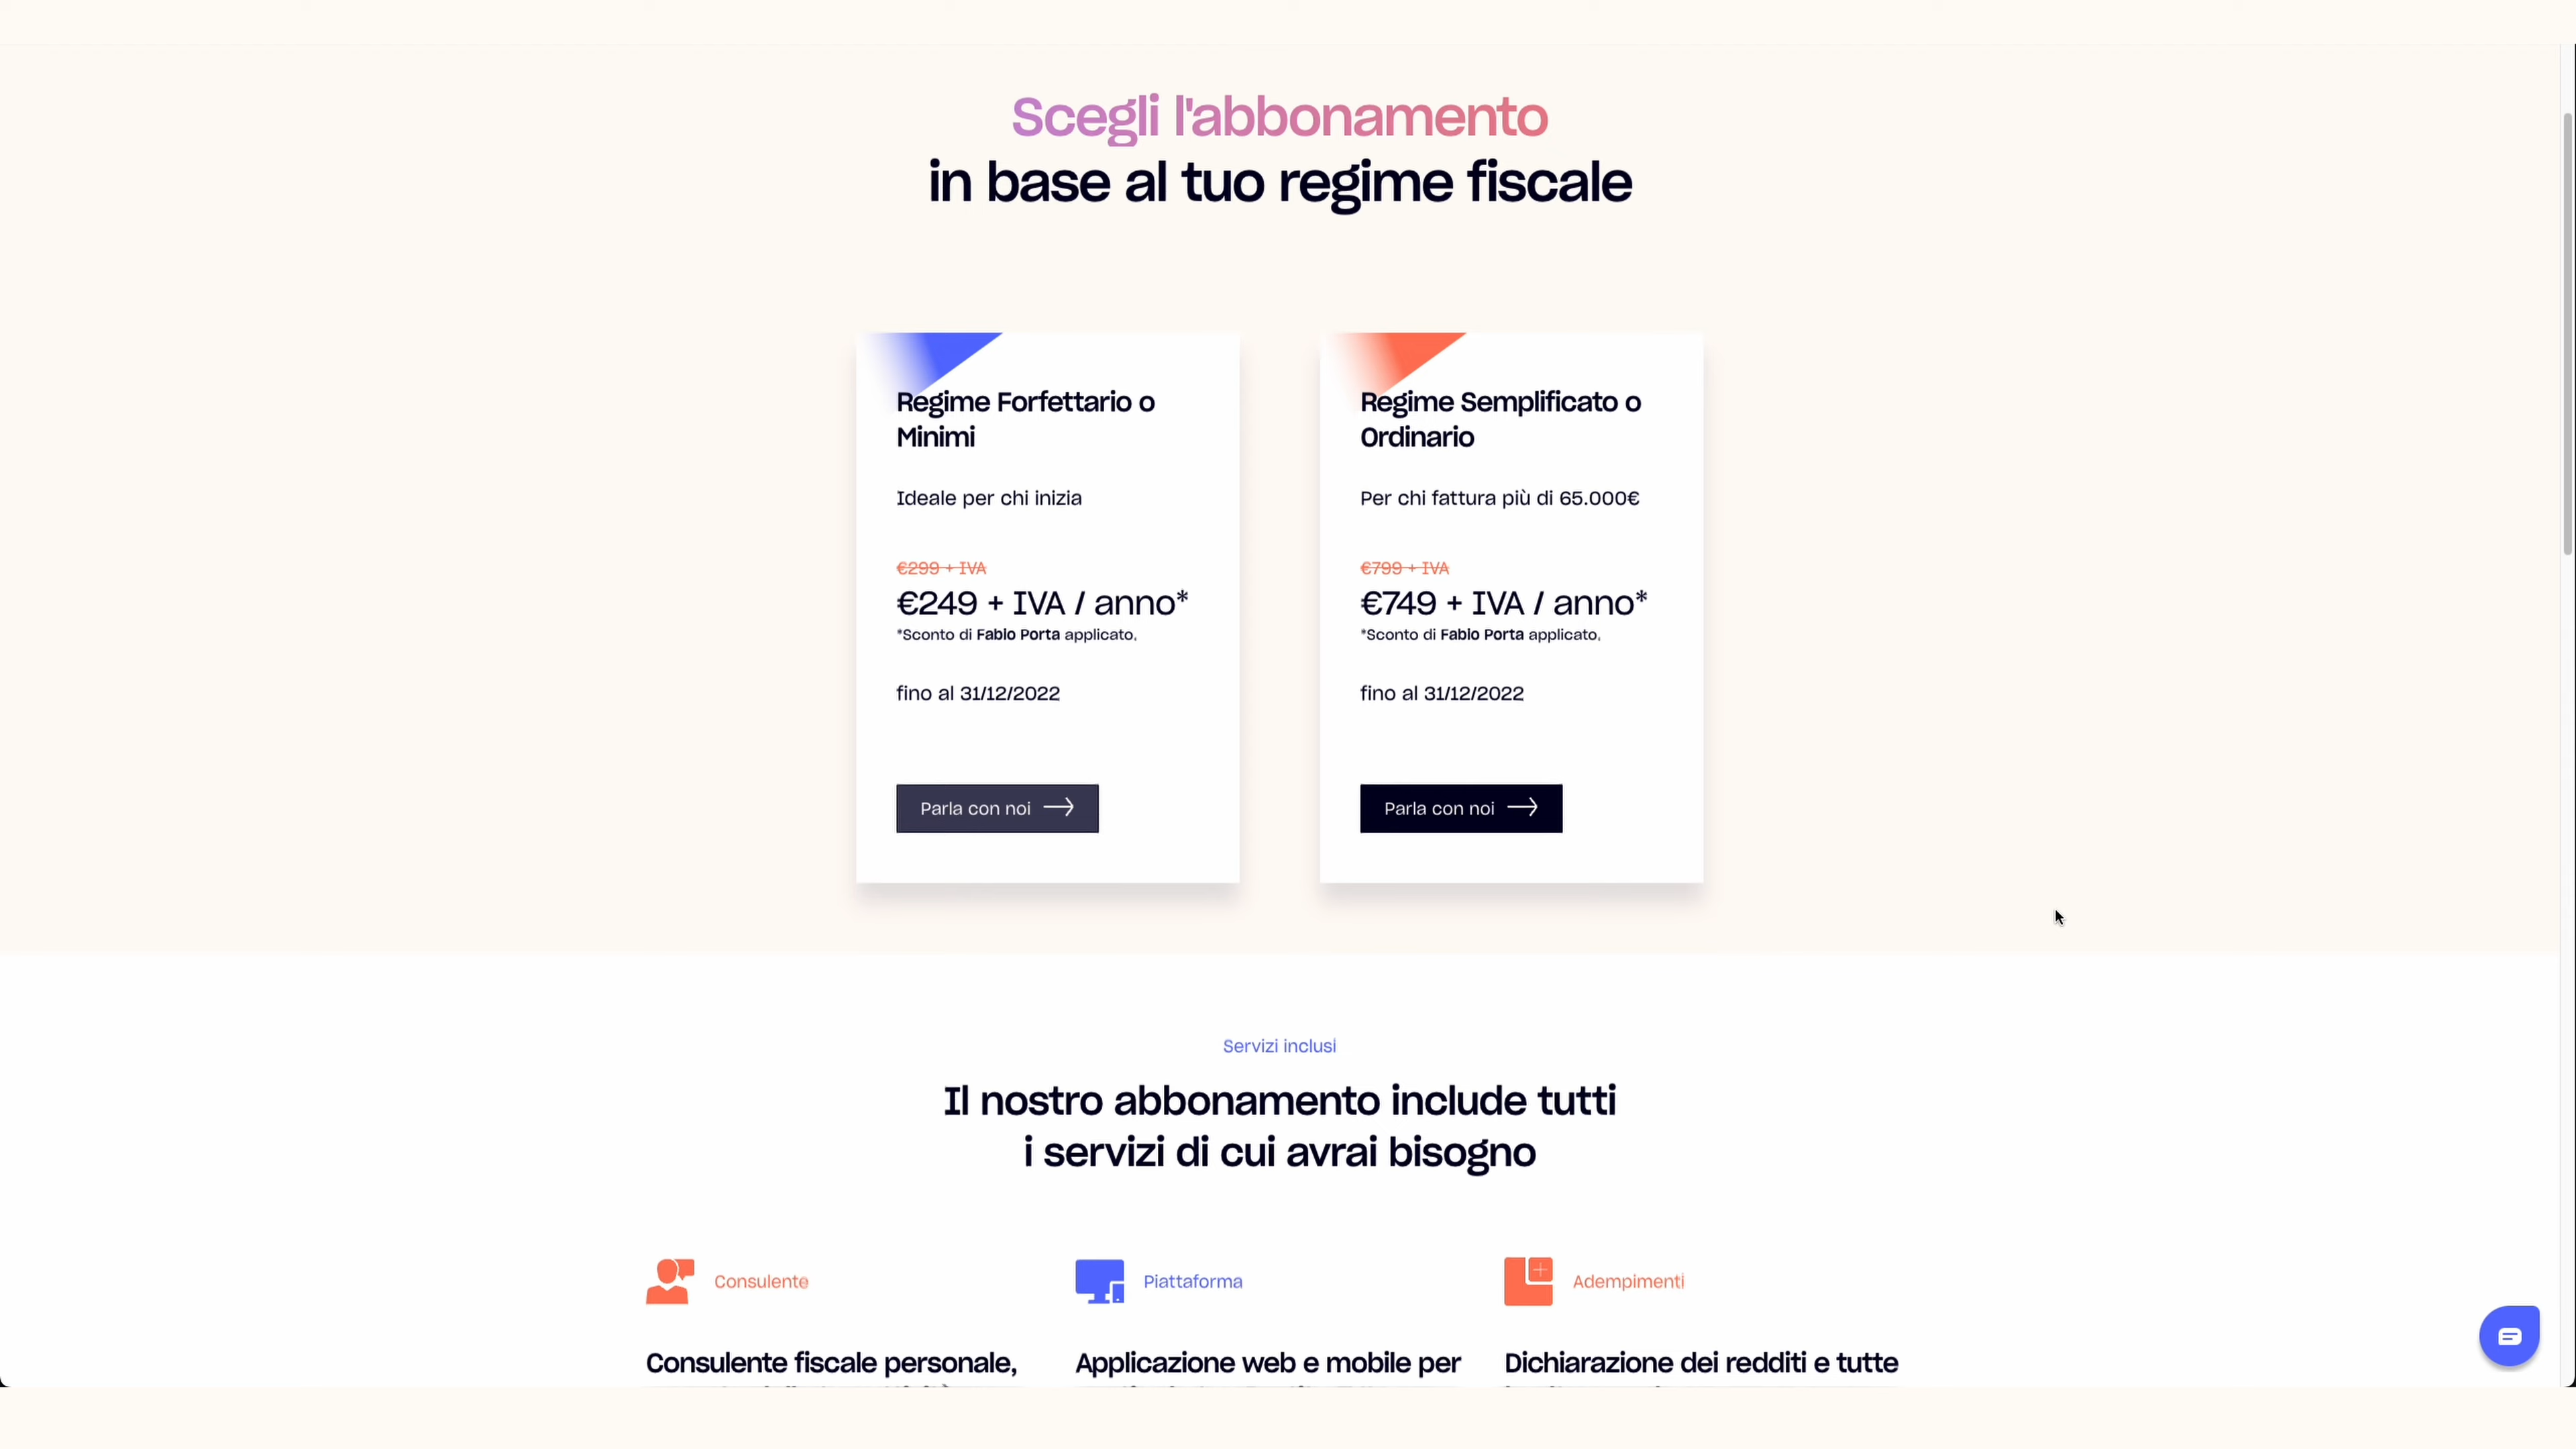 Scegli l'abbonamento
in base al tuo regime fiscale
Regime Forfettario o
Minimi
Ideale per chi inizia
€299 + IVA
€249 + IVA / anno*
*Sconto di Fabio Porta applicato.
fino al 31/12/2022
Parla con noi
Regime Semplificato o
Ordinario
Per chi fattura più di 65.000€
€799 + IVA
€749 + IVA / anno*
*Sconto di Fabio Porta applicato.
fino al 31/12/2022
Parla con noi
Servizi inclusi
Il nostro abbonamento include tutti
i servizi di cui avrai bisogno
Consulente
Consulente fiscale personale,
Piattaforma
Applicazione web e mobile per
Adempimenti
Dichiarazione dei redditi e tutte